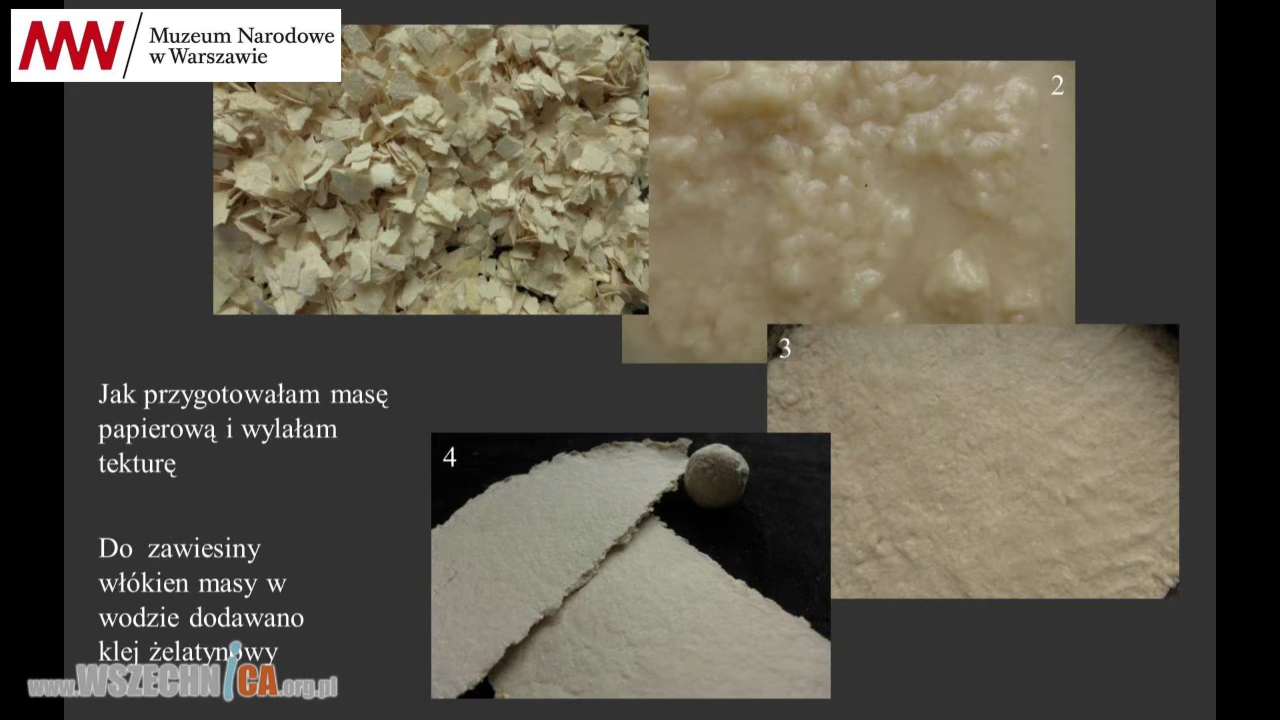 Muzeum Narodowe
w Warszawie
2
3
4
Jak przygotowałam masę
papierową i wylałam
tekturę
Do zawiesiny
włókien masy w
wodzie dodawano
klej żelatynowy
www.WSZECHNICA.org.pl